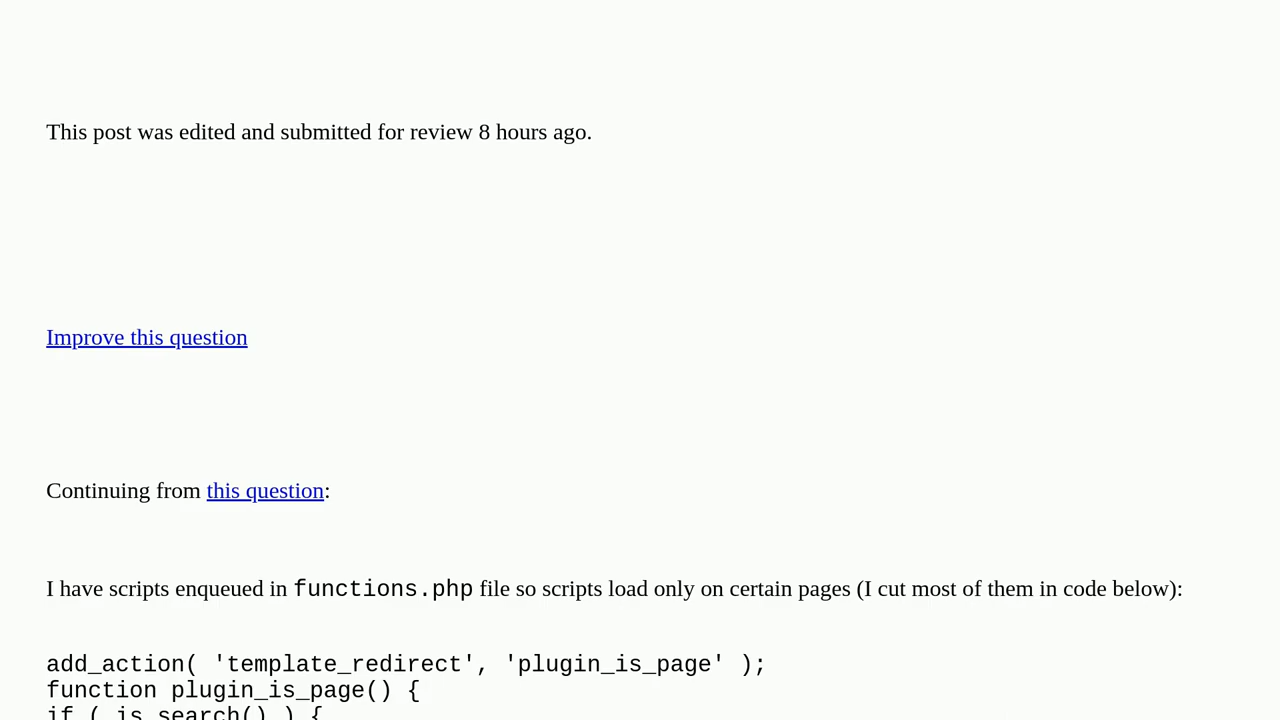 This post was edited and submitted for review 8 hours ago.
Improve this question
Continuing from this question:
I have scripts enqueued in functions.php file so scripts load only on certain pages (I cut most of them in code below):
add_action( 'template_redirect', 'plugin_is_page' );
function plugin_is_page() {
if ( is_search() ) {